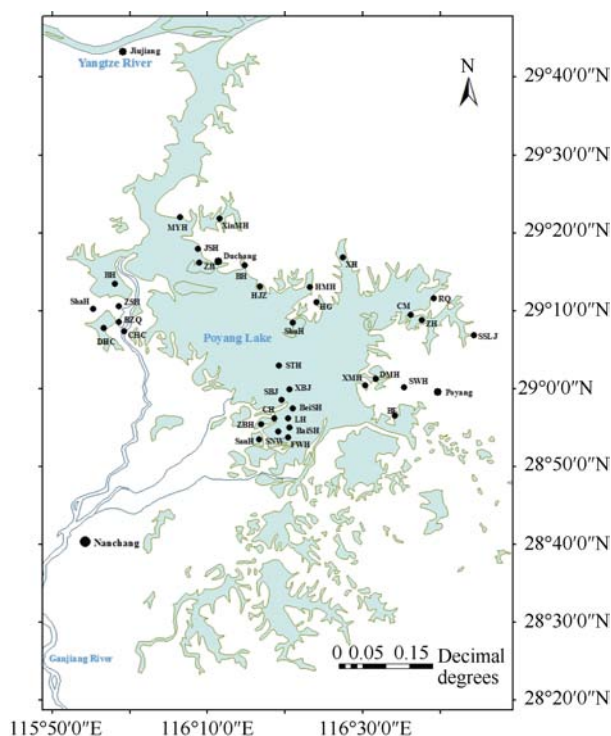 Jiujiang
Yangtze River
N
29°40′0″N
29°30′0″N
29°20′0″N
29°10′0″N
29°0′0″N
28°50′0″N
28°40′0″N
28°30′0″N
28°20′0″N
MYH
XinMH
JSH
ZH
Duchang
BH
HJZ
HMH
HG
XH
BH
ShaH
ZSH
BZQ
DHC
CHC
ShaH
CM
RQ
ZH
SSLJ
Poyang Lake
STH
XMH
DMH
SWH
Poyang
SBJ
XBJ
BeiSH
CH
LH
ZBH
BaiSH
SanH
SNW
FWH
Nanchang
Ganjiang River
0 0.05 0.15 Decimal
degrees
115°50′0″E
116°10′0″E
116°30′0″E